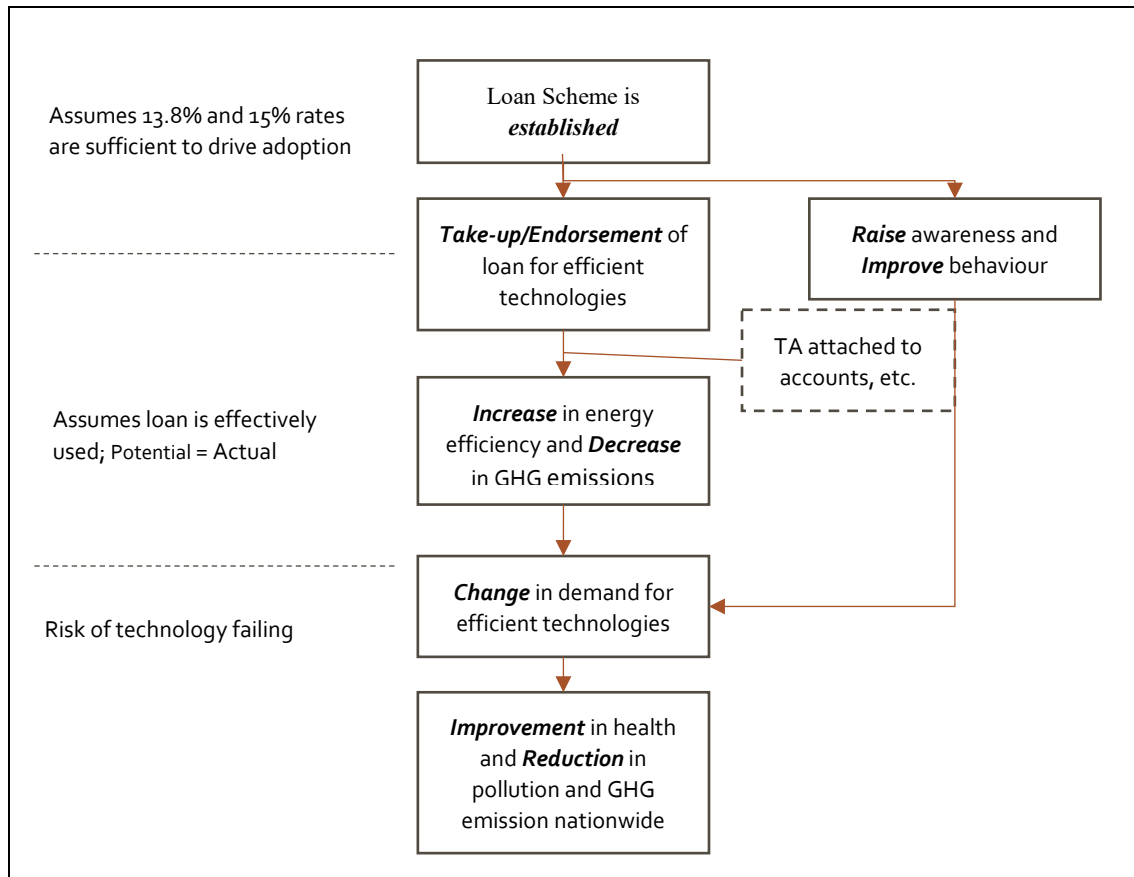 Loan Scheme is
established
Assumes 13.8% and 15% rates
are sufficient to drive adoption
Take-up/Endorsement of
loan for efficient
technologies
Raise awareness and
Improve behaviour
TA attached to
accounts, etc.
Assumes loan is effectively
used; Potential = Actual
Increase in energy
efficiency and Decrease
in GHG emissions
Change in demand for
efficient technologies
Risk of technology failing
Improvement in health
and Reduction in
pollution and GHG
emission nationwide